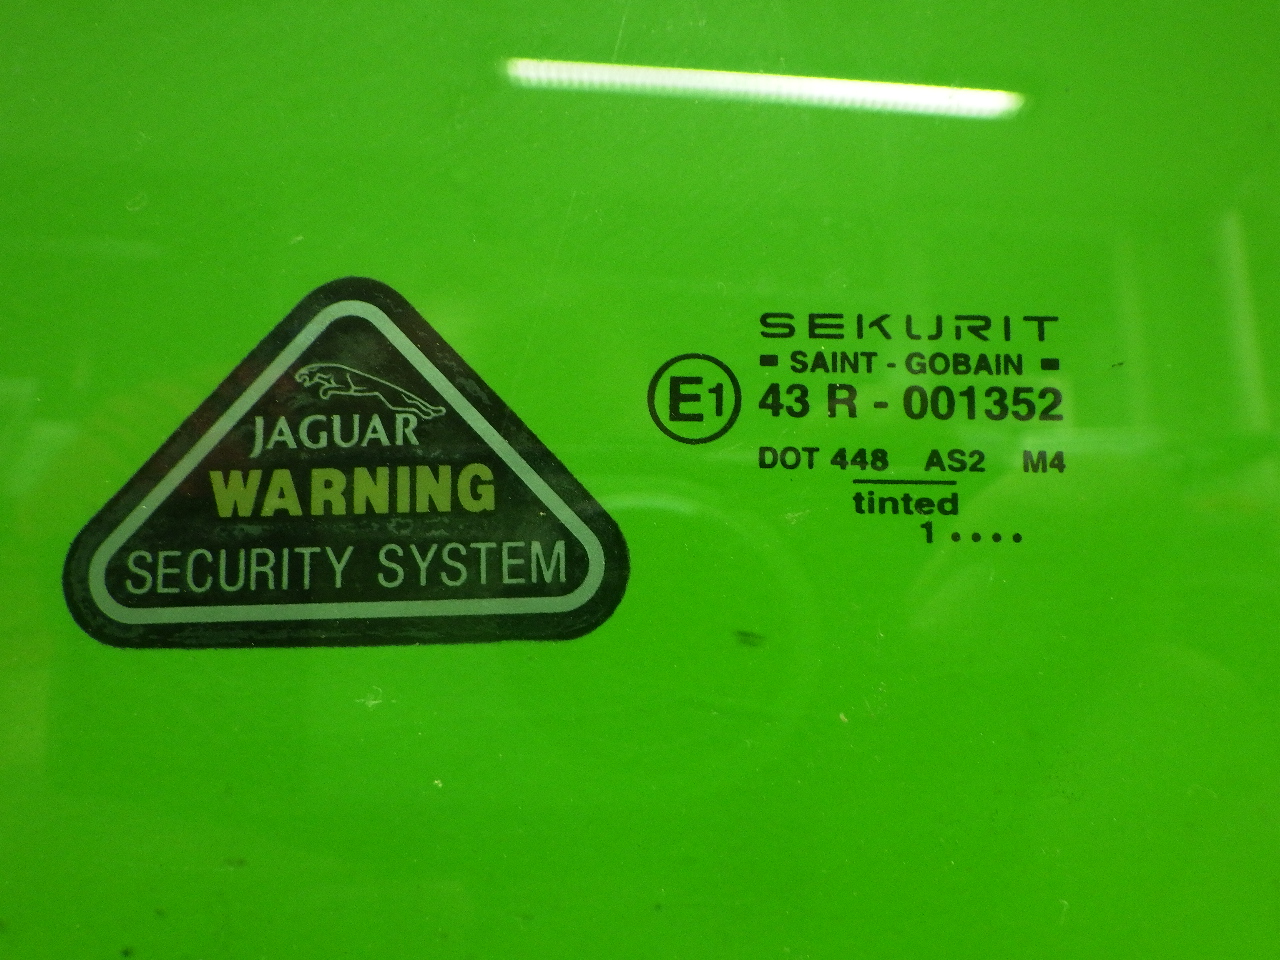 JAGUAR
WARNING
SECURITY SYSTEM
SEKURIT
SAINT - GOBAIN
E1 43 R - 001352
DOT 448 AS2 M4
tinted
1 ....